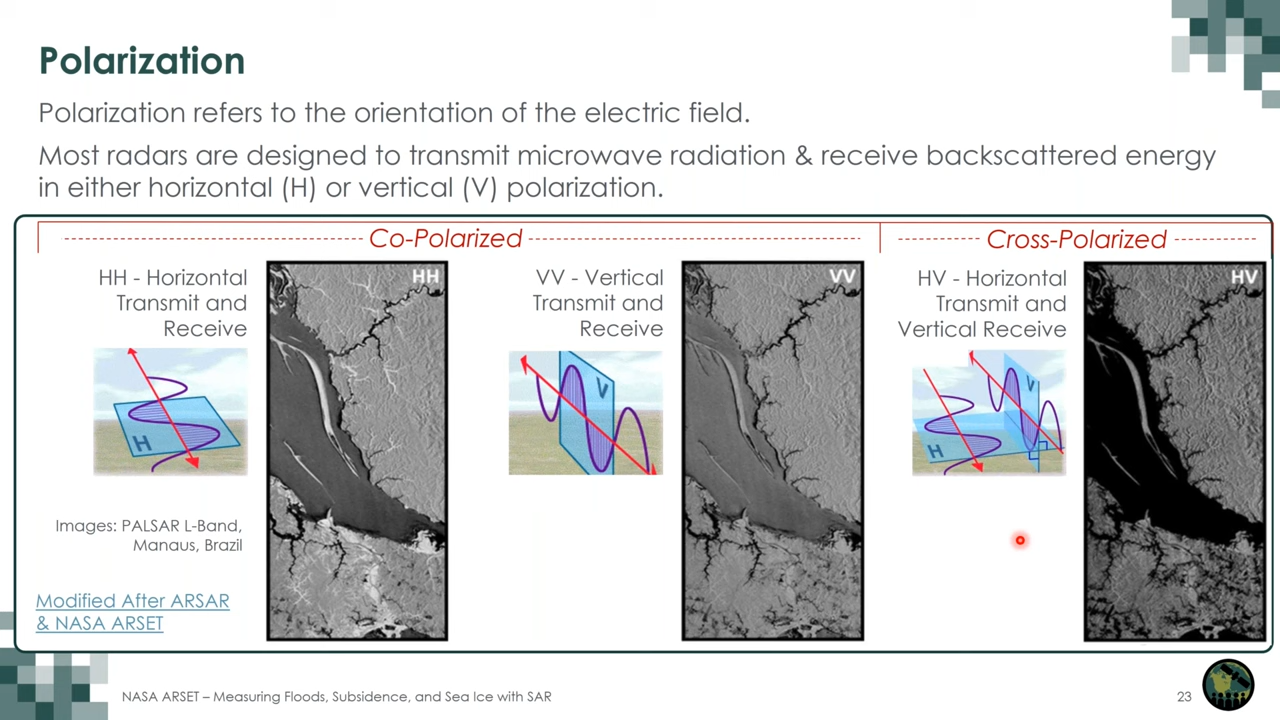 Polarization
Polarization refers to the orientation of the electric field.
Most radars are designed to transmit microwave radiation & receive backscattered energy
in either horizontal (H) or vertical (V) polarization.
Co-Polarized
Cross-Polarized
HH - Horizontal
Transmit and
Receive
HH
H
VV - Vertical
Transmit and
Receive
V
VV
HV - Horizontal
Transmit and
Vertical Receive
V
H
HV
Images: PALSAR L-Band,
Manaus, Brazil
Modified After ARSAR
& NASA ARSET
NASA ARSET – Measuring Floods, Subsidence, and Sea Ice with SAR
23